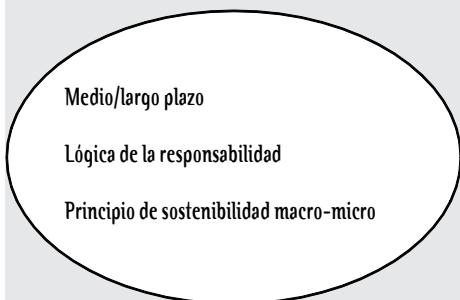 Medio/largo plazo
Lógica de la responsabilidad
Principio de sostenibilidad macro-micro